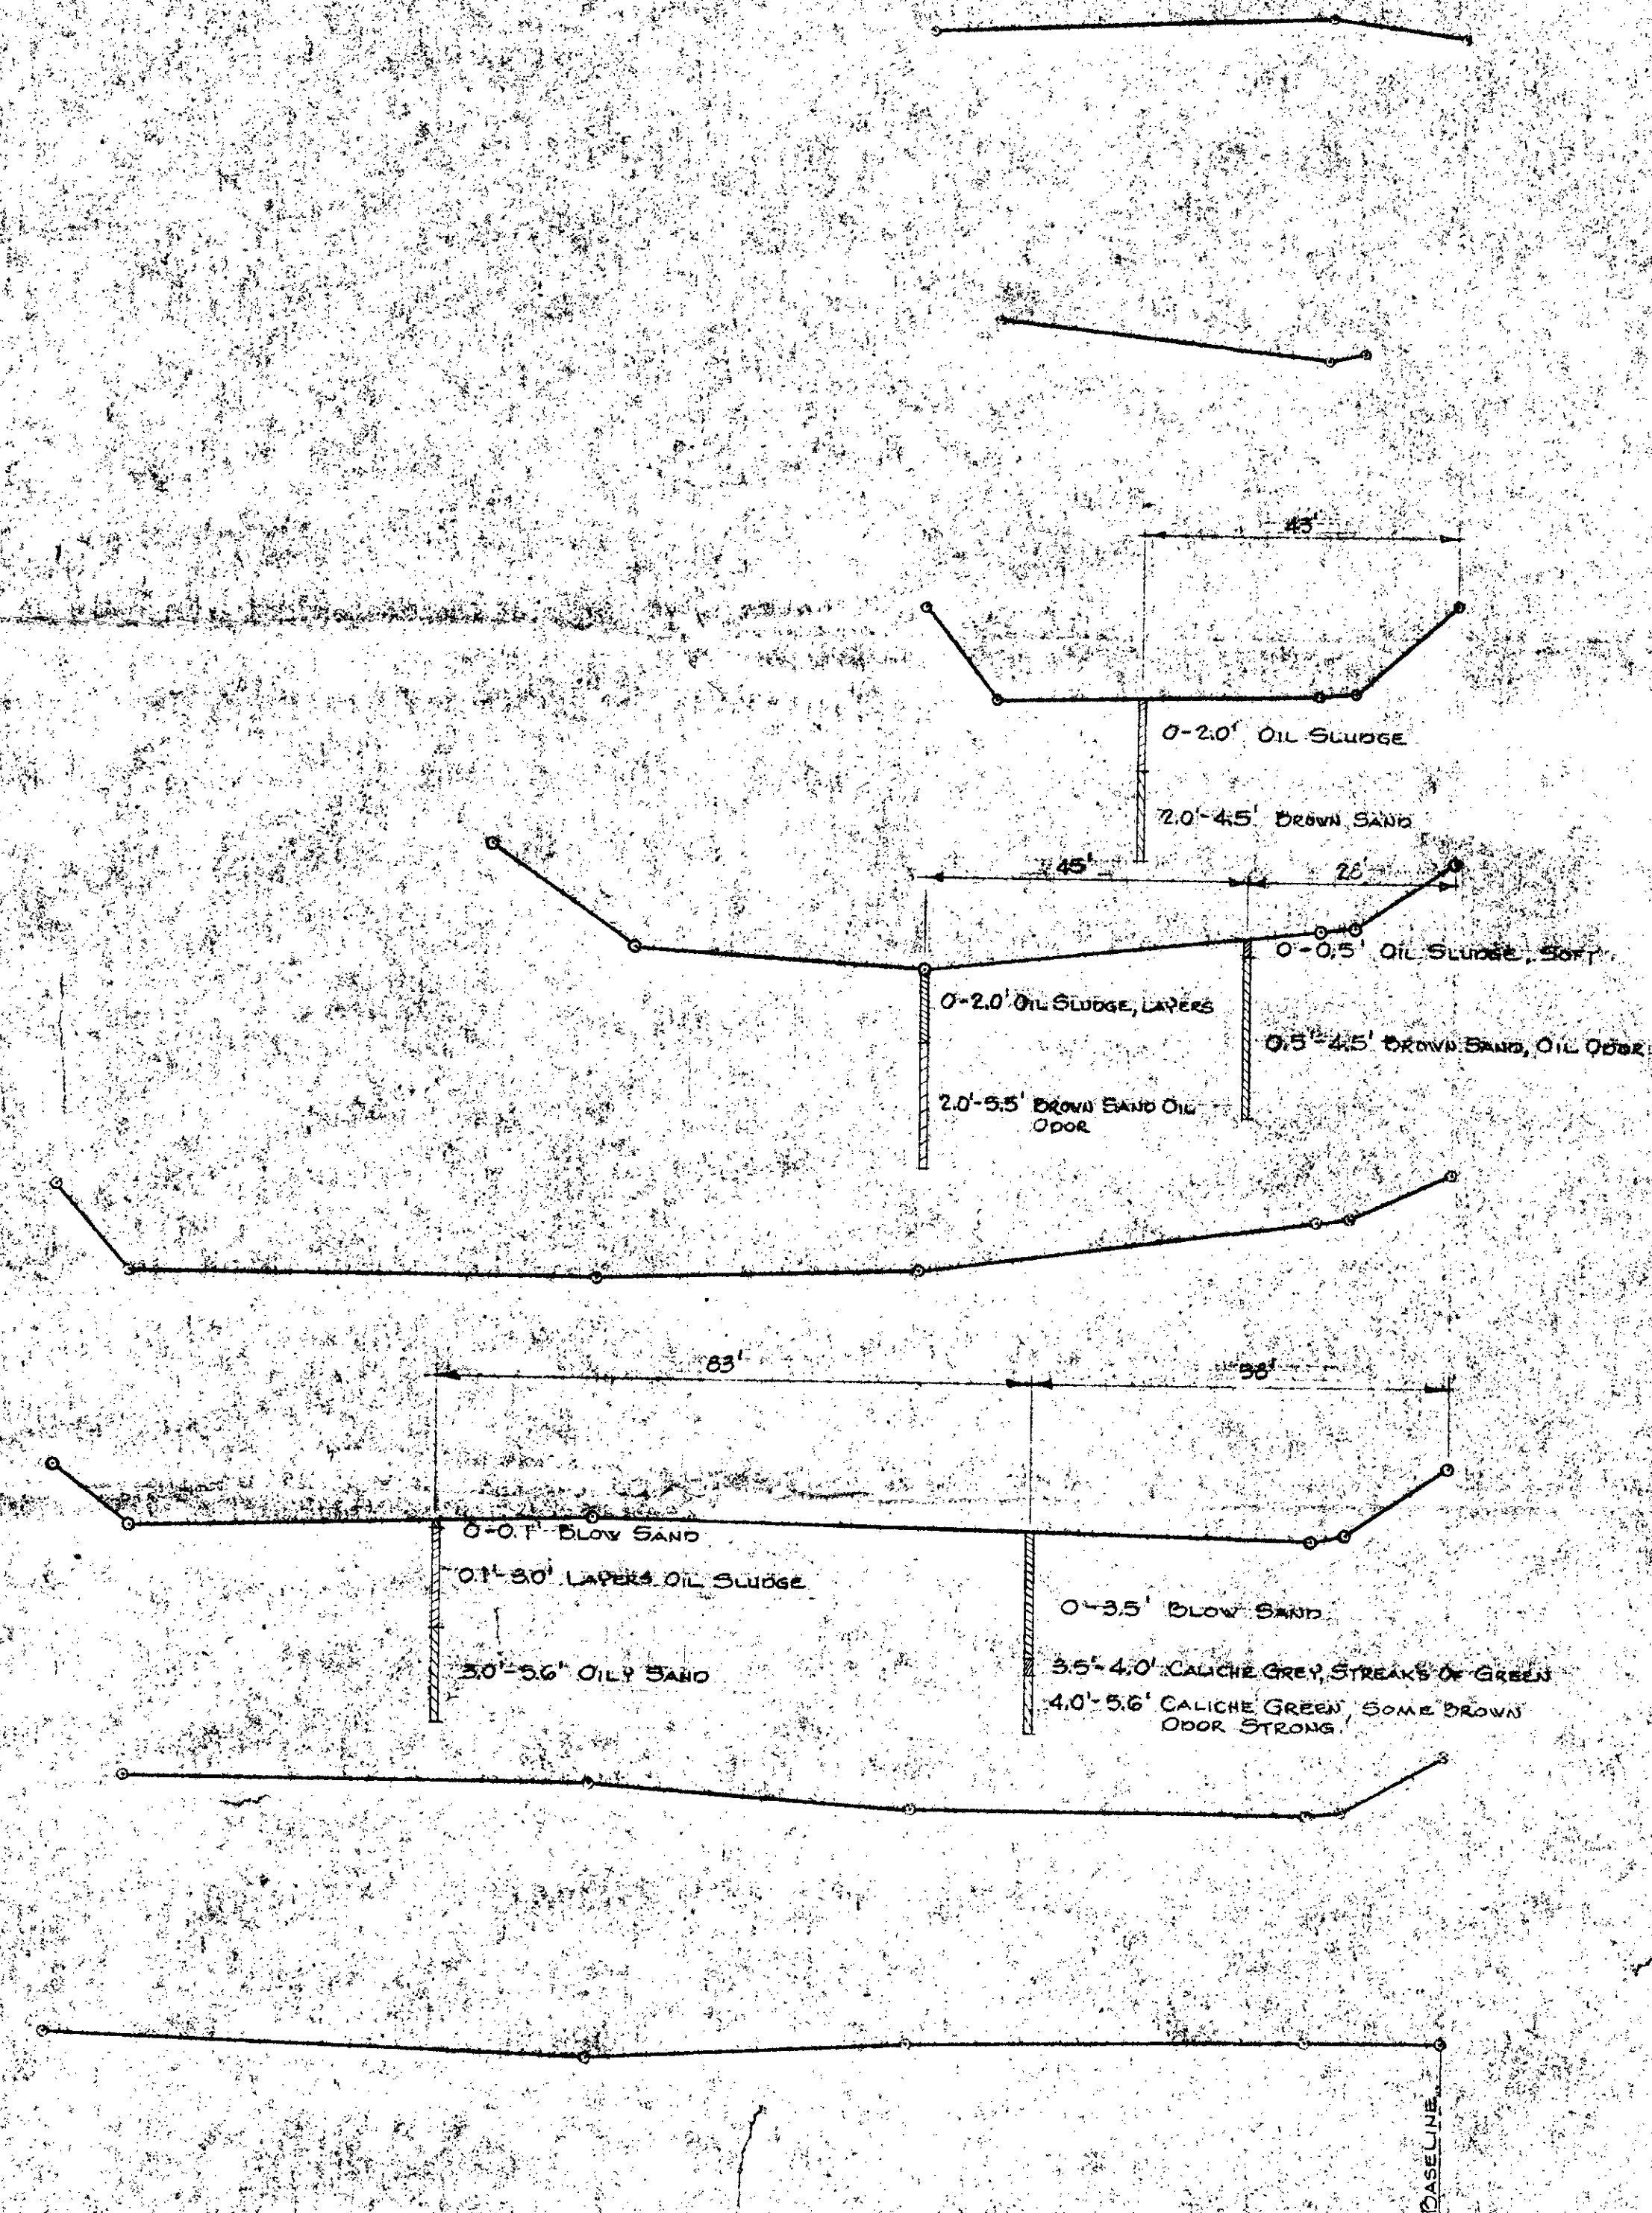 43'
0-2.0' OIL SLUDGE
2.0'-4.5' BROWN SAND
45'
28'
0-0.5' OIL SLUDGE, SOFT
0-2.0' OIL SLUDGE, LAYERS
0.5'-4.5' BROWN SAND, OIL ODOR
2.0'-5.5' BROWN SAND OIL
ODOR
83'
58'
0-0.1' BLOW SAND
0.1'-3.0' LAYERS OIL SLUDGE
0-3.5' BLOW SAND
3.0'-5.6' OILY SAND
3.5'-4.0' CALICHE GREY, STREAKS OF GREEN
4.0'-5.6' CALICHE GREEN, SOME BROWN
ODOR STRONG.
BASELINE